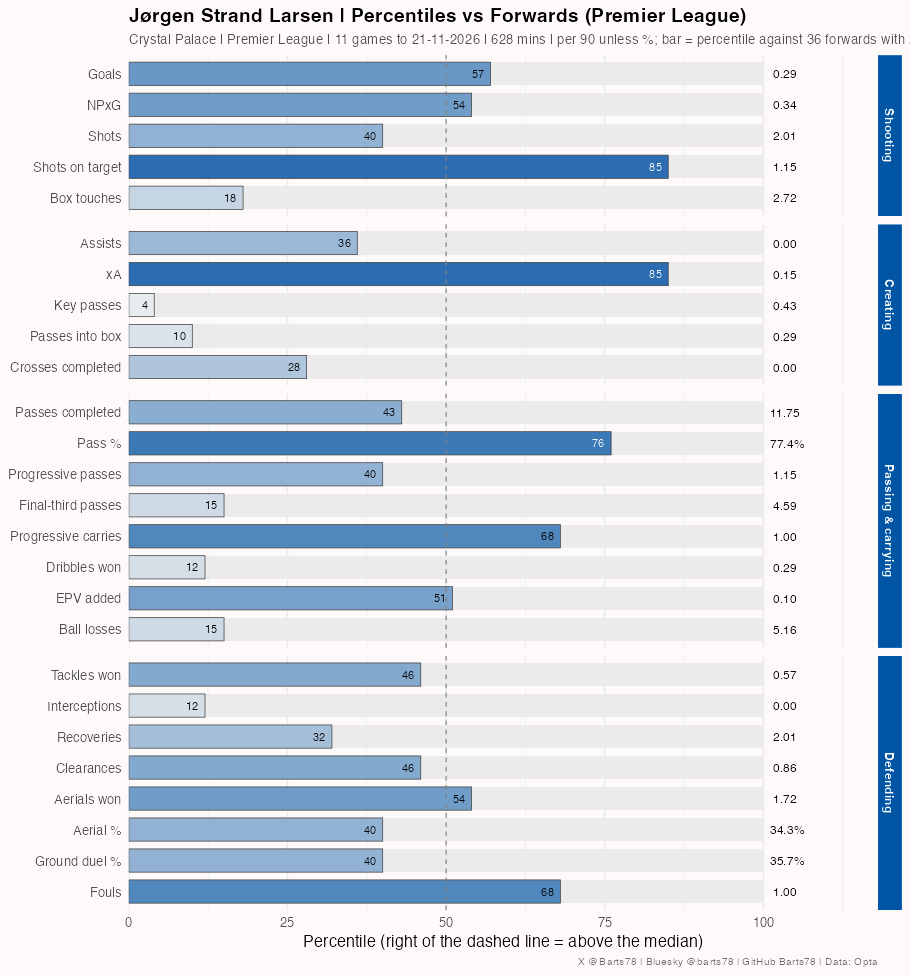 Jørgen Strand Larsen | Percentiles vs Forwards (Premier League)
Crystal Palace | Premier League | 11 games to 21-11-2026 | 628 mins | per 90 unless %; bar = percentile against 36 forwards with
Goals 57 0.29
NPxG 54 0.34
Shots 40 2.01
Shots on target 85 1.15
Box touches 18 2.72
Shooting
Assists 36 0.00
xA 85 0.15
Key passes 4 0.43
Passes into box 10 0.29
Crosses completed 28 0.00
Creating
Passes completed 43 11.75
Pass % 76 77.4%
Progressive passes 40 1.15
Final-third passes 15 4.59
Progressive carries 68 1.00
Dribbles won 12 0.29
EPV added 51 0.10
Ball losses 15 5.16
Passing & carrying
Tackles won 46 0.57
Interceptions 12 0.00
Recoveries 32 2.01
Clearances 46 0.86
Aerials won 54 1.72
Aerial % 40 34.3%
Ground duel % 40 35.7%
Fouls 68 1.00
Defending
0 25 50 75 100
Percentile (right of the dashed line = above the median)
X @Barts78 | Bluesky @barts78 | GitHub Barts78 | Data: Opta